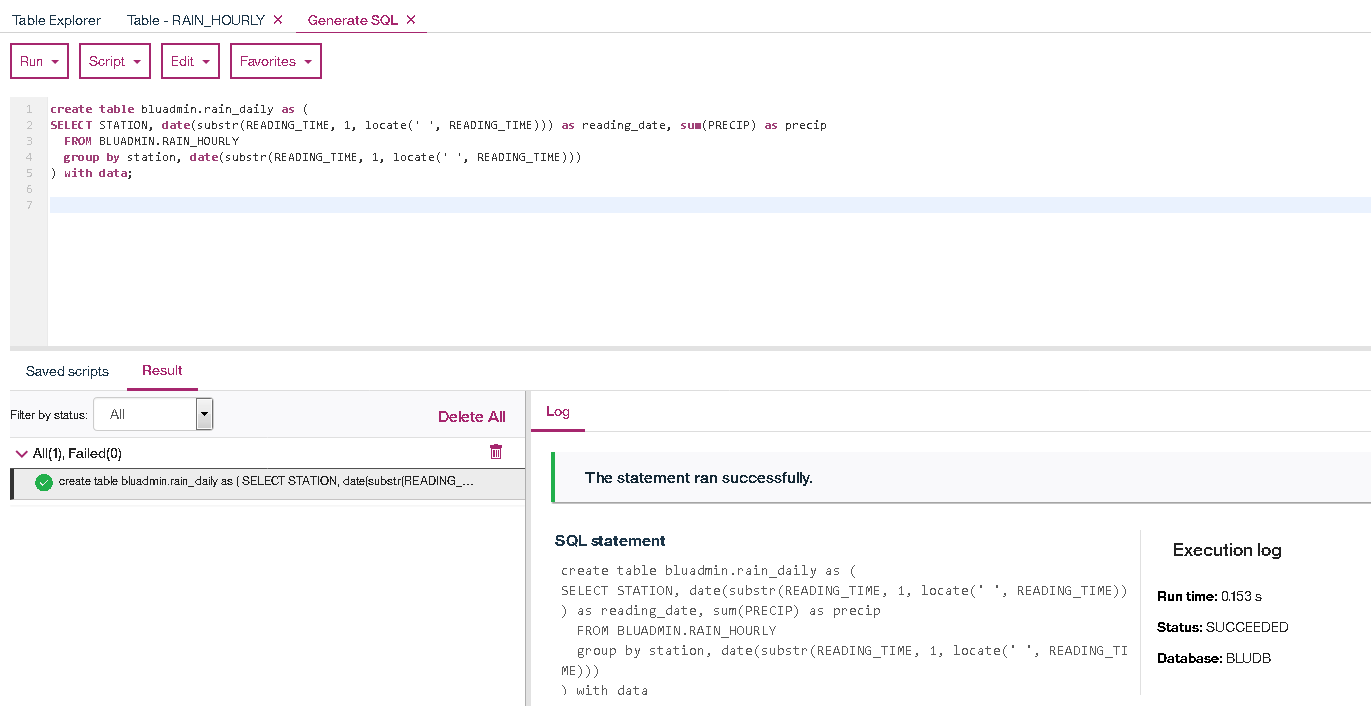 Table Explorer
Table - RAIN_HOURLY ✕
Generate SQL ✕
Run
Script
Edit
Favorites
1 create table bluadmin.rain_daily as (
2 SELECT STATION, date(substr(READING_TIME, 1, locate(' ', READING_TIME))) as reading_date, sum(PRECIP) as precip
3 FROM BLUADMIN.RAIN_HOURLY
4 group by station, date(substr(READING_TIME, 1, locate(' ', READING_TIME)))
5 ) with data;
6
7
Saved scripts
Result
Filter by status:
All
Delete All
All(1), Failed(0)
create table bluadmin.rain_daily as ( SELECT STATION, date(substr(READING_...
Log
The statement ran successfully.
SQL statement
create table bluadmin.rain_daily as (
SELECT STATION, date(substr(READING_TIME, 1, locate(' ', READING_TIME))
) as reading_date, sum(PRECIP) as precip
FROM BLUADMIN.RAIN_HOURLY
group by station, date(substr(READING_TIME, 1, locate(' ', READING_TI
ME)))
) with data
Execution log
Run time: 0.153 s
Status: SUCCEEDED
Database: BLUDB